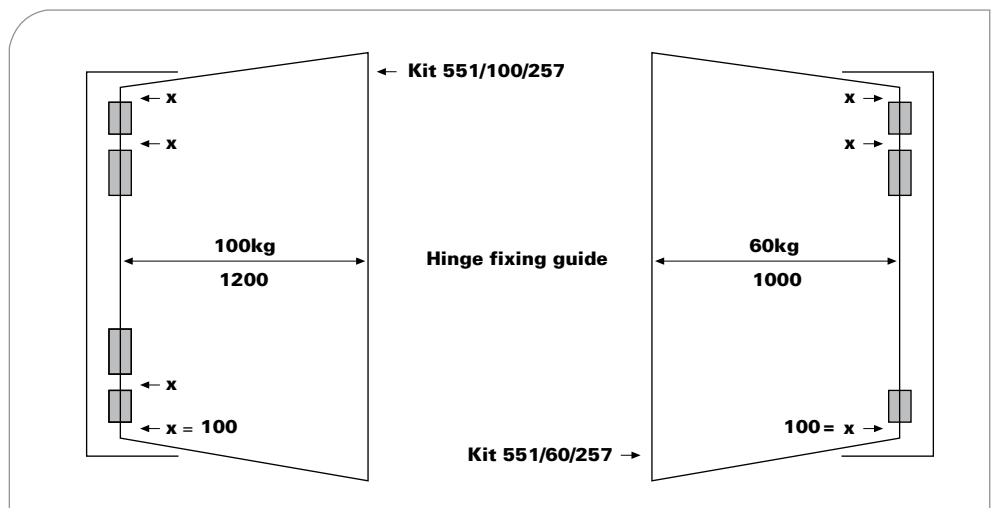 ← Kit 551/100/257
← x
← x
100kg
1200
← x
← x = 100
Hinge fixing guide
x →
x →
60kg
1000
100 = x →
Kit 551/60/257 →